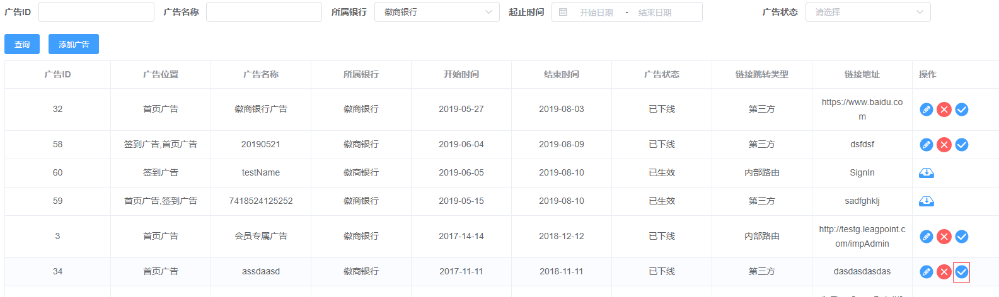 广告ID 广告名称 所属银行 徽商银行 起止时间 开始日期 - 结束日期 广告状态 请选择
查询 添加广告
广告ID 广告位置 广告名称 所属银行 开始时间 结束时间 广告状态 链接跳转类型 链接地址 操作
32 首页广告 徽商银行广告 徽商银行 2019-05-27 2019-08-03 已下线 第三方 https://www.baidu.co
m
58 签到广告,首页广告 20190521 徽商银行 2019-06-04 2019-08-09 已下线 第三方 dsfdsf
60 签到广告 testName 徽商银行 2019-06-05 2019-08-10 已生效 内部路由 SignIn
59 首页广告,签到广告 7418524125252 徽商银行 2019-05-15 2019-08-10 已生效 第三方 sadfghklj
3 首页广告 会员专属广告 徽商银行 2017-14-14 2018-12-12 已下线 内部路由 http://testg.leagpoint.c
om/impAdmin
34 首页广告 assdaasd 徽商银行 2017-11-11 2018-11-11 已下线 第三方 dasdasdasdas